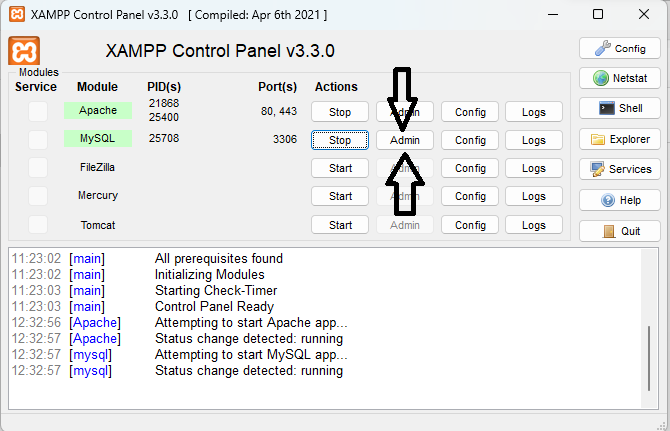 XAMPP Control Panel v3.3.0 [ Compiled: Apr 6th 2021 ]
XAMPP Control Panel v3.3.0
Config
Modules
Service Module PID(s) Port(s) Actions
Netstat
Apache 21868 25400 80, 443 Stop Admin Config Logs
Shell
MySQL 25708 3306 Stop Admin Config Logs
Explorer
FileZilla Start Admin Config Logs
Services
Mercury Start Admin Config Logs
Help
Tomcat Start Admin Config Logs
Quit
11:23:02 [main] All prerequisites found
11:23:02 [main] Initializing Modules
11:23:03 [main] Starting Check-Timer
11:23:03 [main] Control Panel Ready
12:32:56 [Apache] Attempting to start Apache app...
12:32:57 [Apache] Status change detected: running
12:32:57 [mysql] Attempting to start MySQL app...
12:32:57 [mysql] Status change detected: running